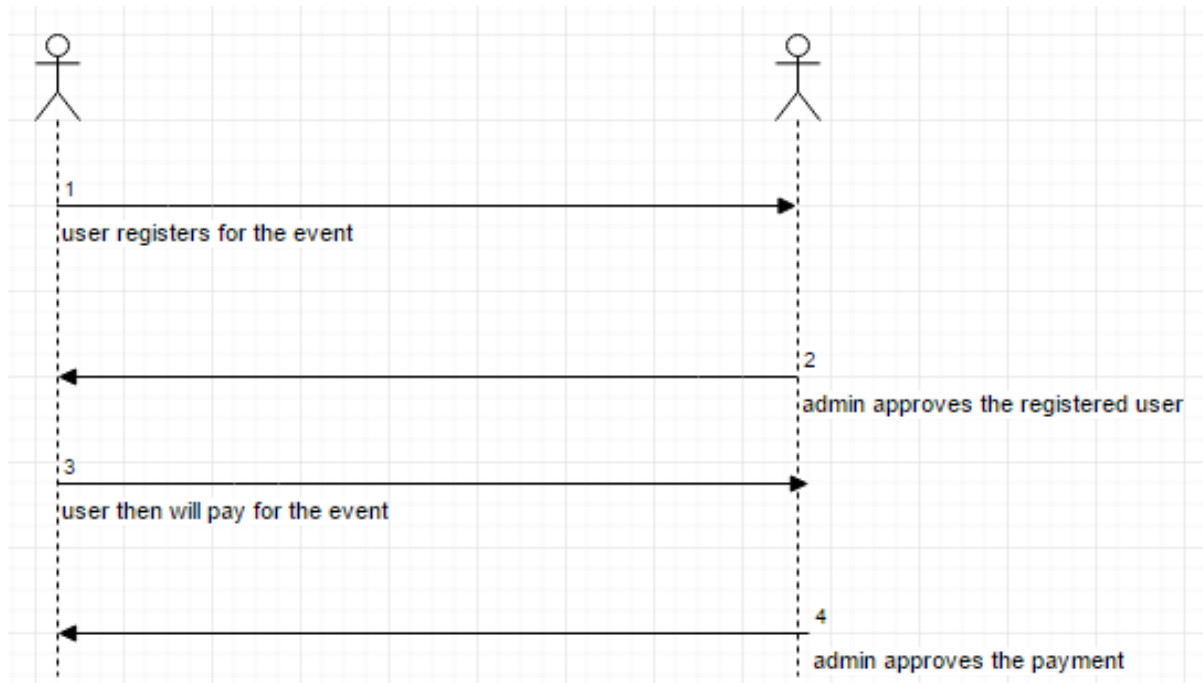 1
user registers for the event
2
admin approves the registered user
3
user then will pay for the event
4
admin approves the payment